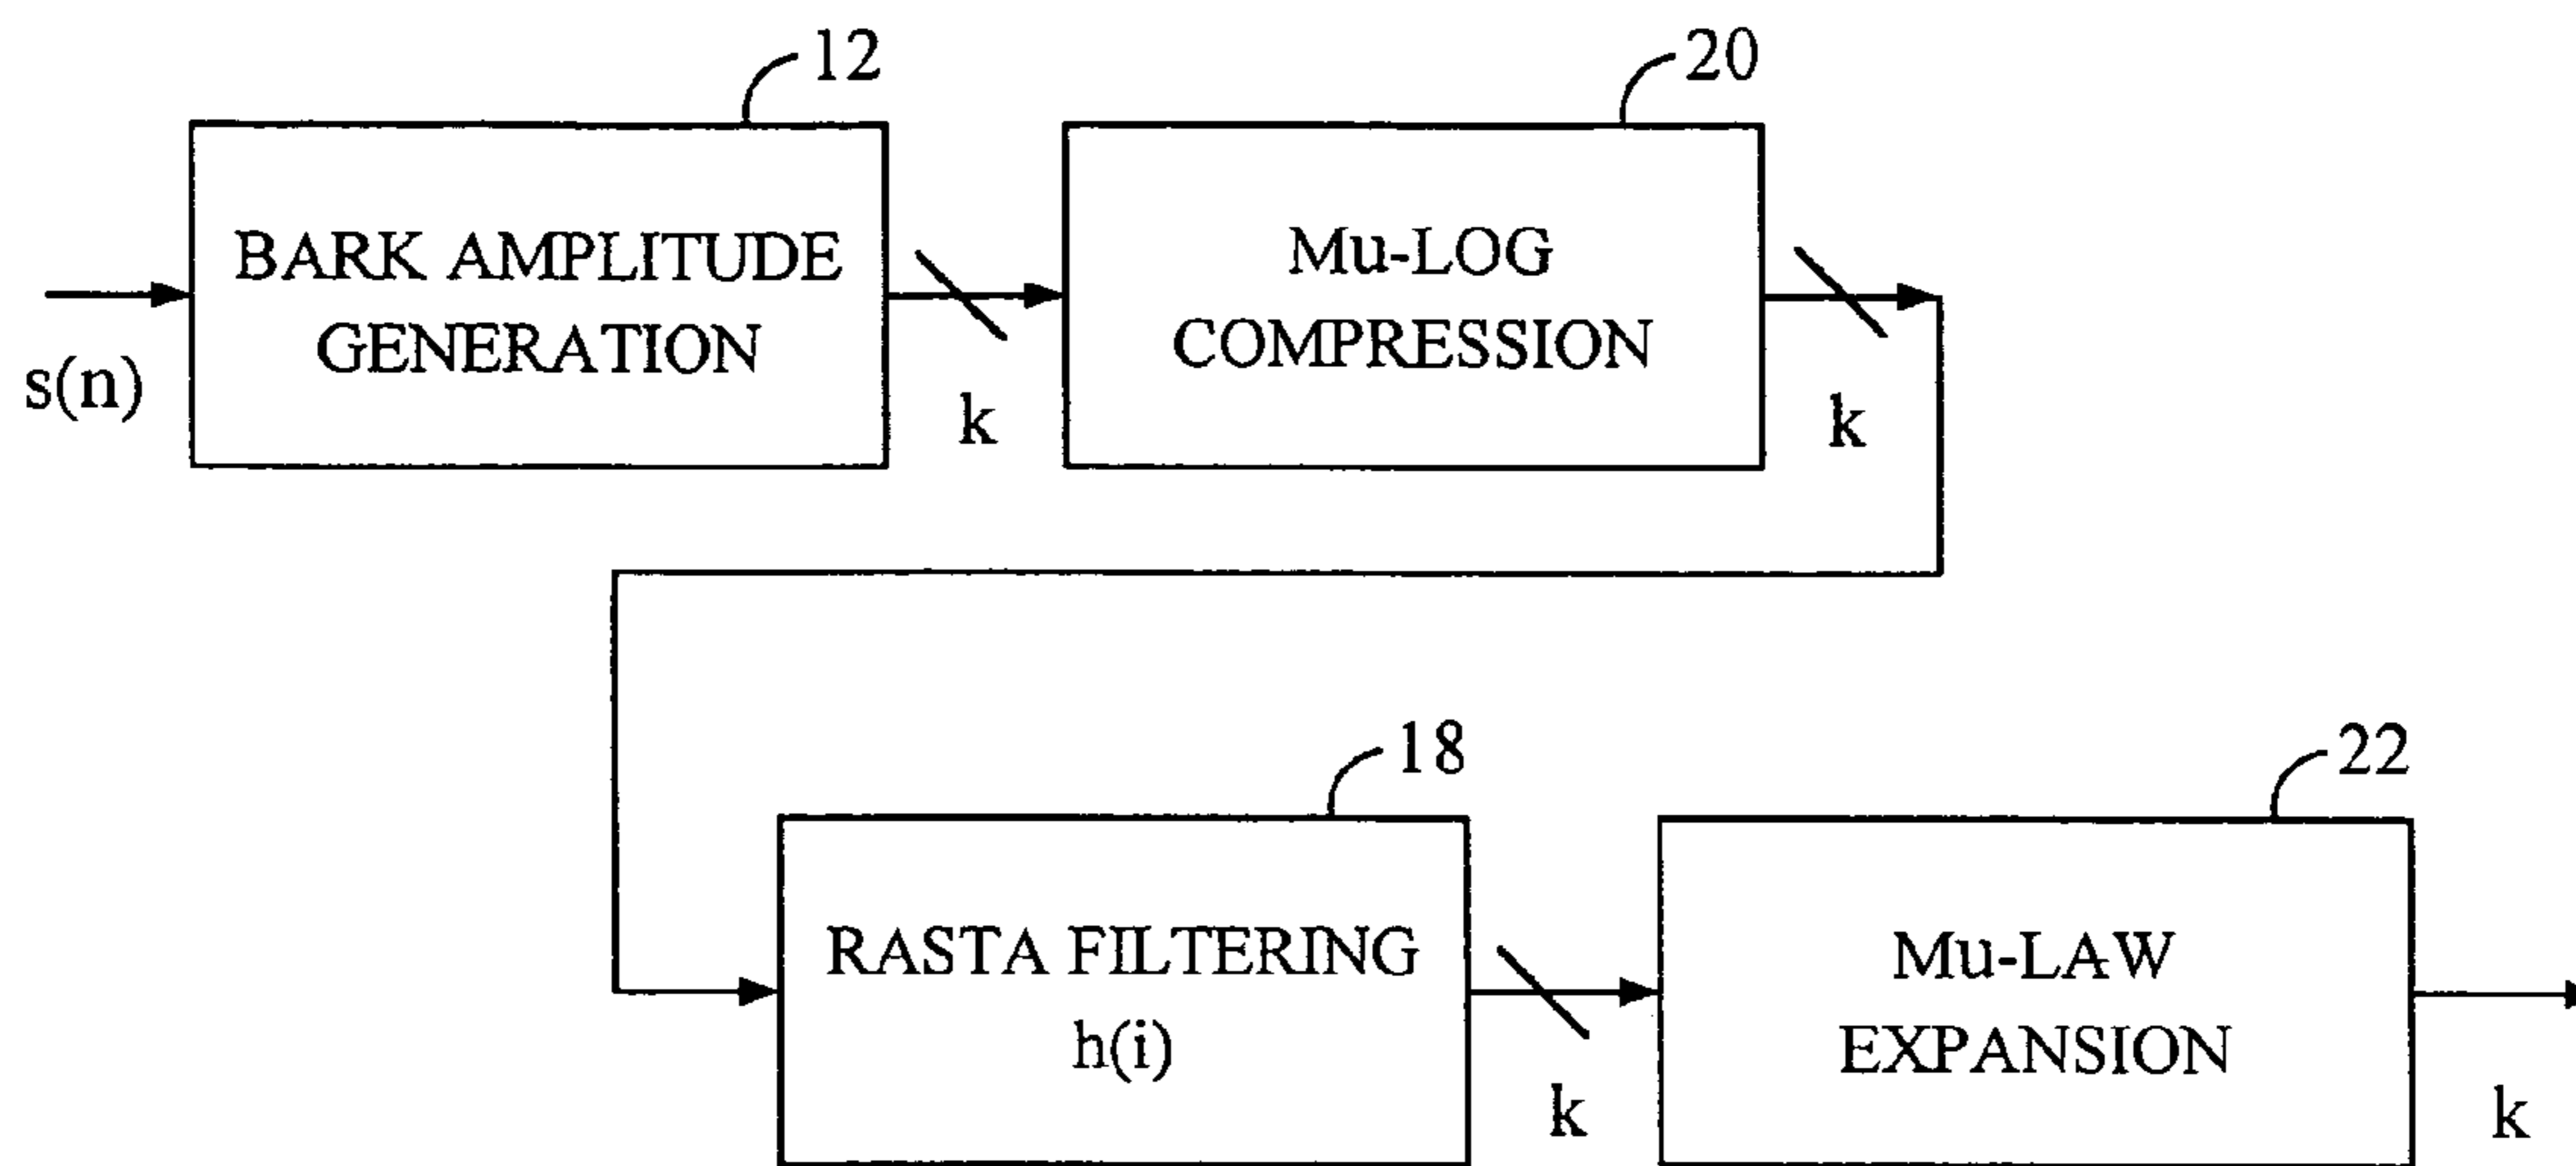 12
20
BARK AMPLITUDE
GENERATION
Mu-LOG
COMPRESSION
s(n)
k
k
18
22
RASTA FILTERING
h(i)
Mu-LAW
EXPANSION
k
k